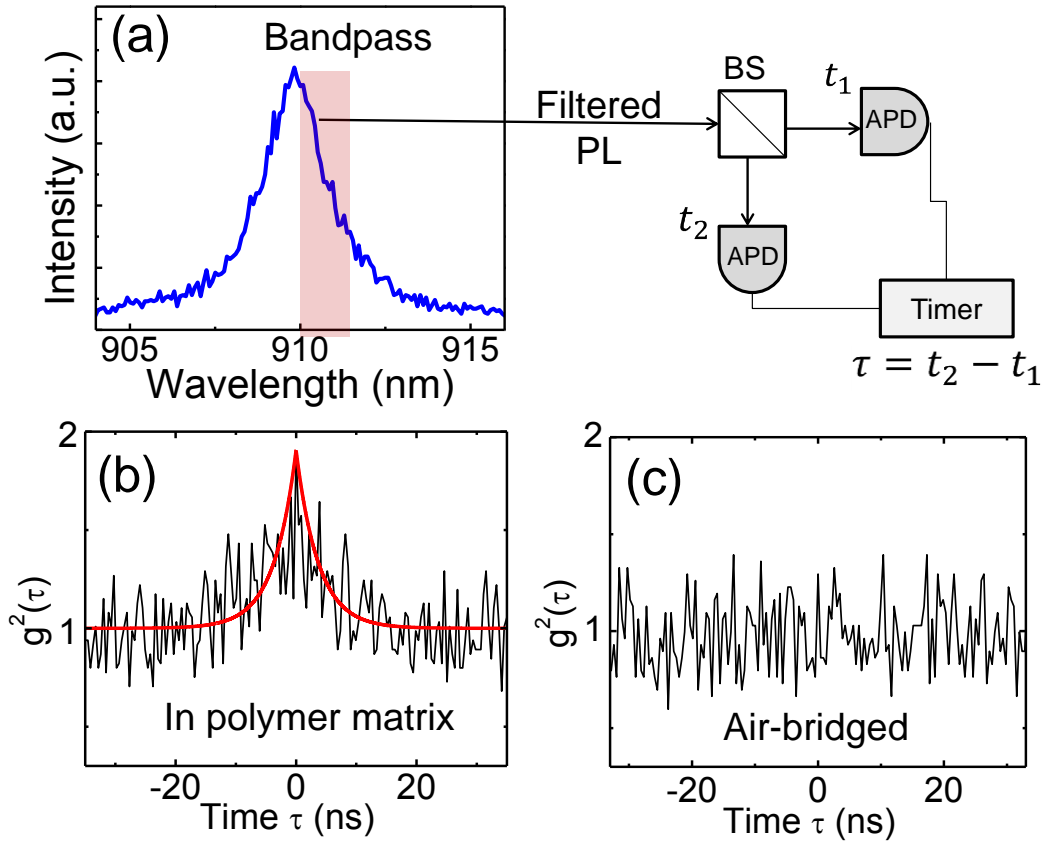 (a)
Bandpass
Intensity (a.u.)
905
910
915
Wavelength (nm)
Filtered
PL
BS
t₁
APD
t₂
APD
Timer
τ = t₂ − t₁
(b)
2
1
g²(τ)
In polymer matrix
-20
0
20
Time τ (ns)
(c)
2
1
g²(τ)
Air-bridged
-20
0
20
Time τ (ns)